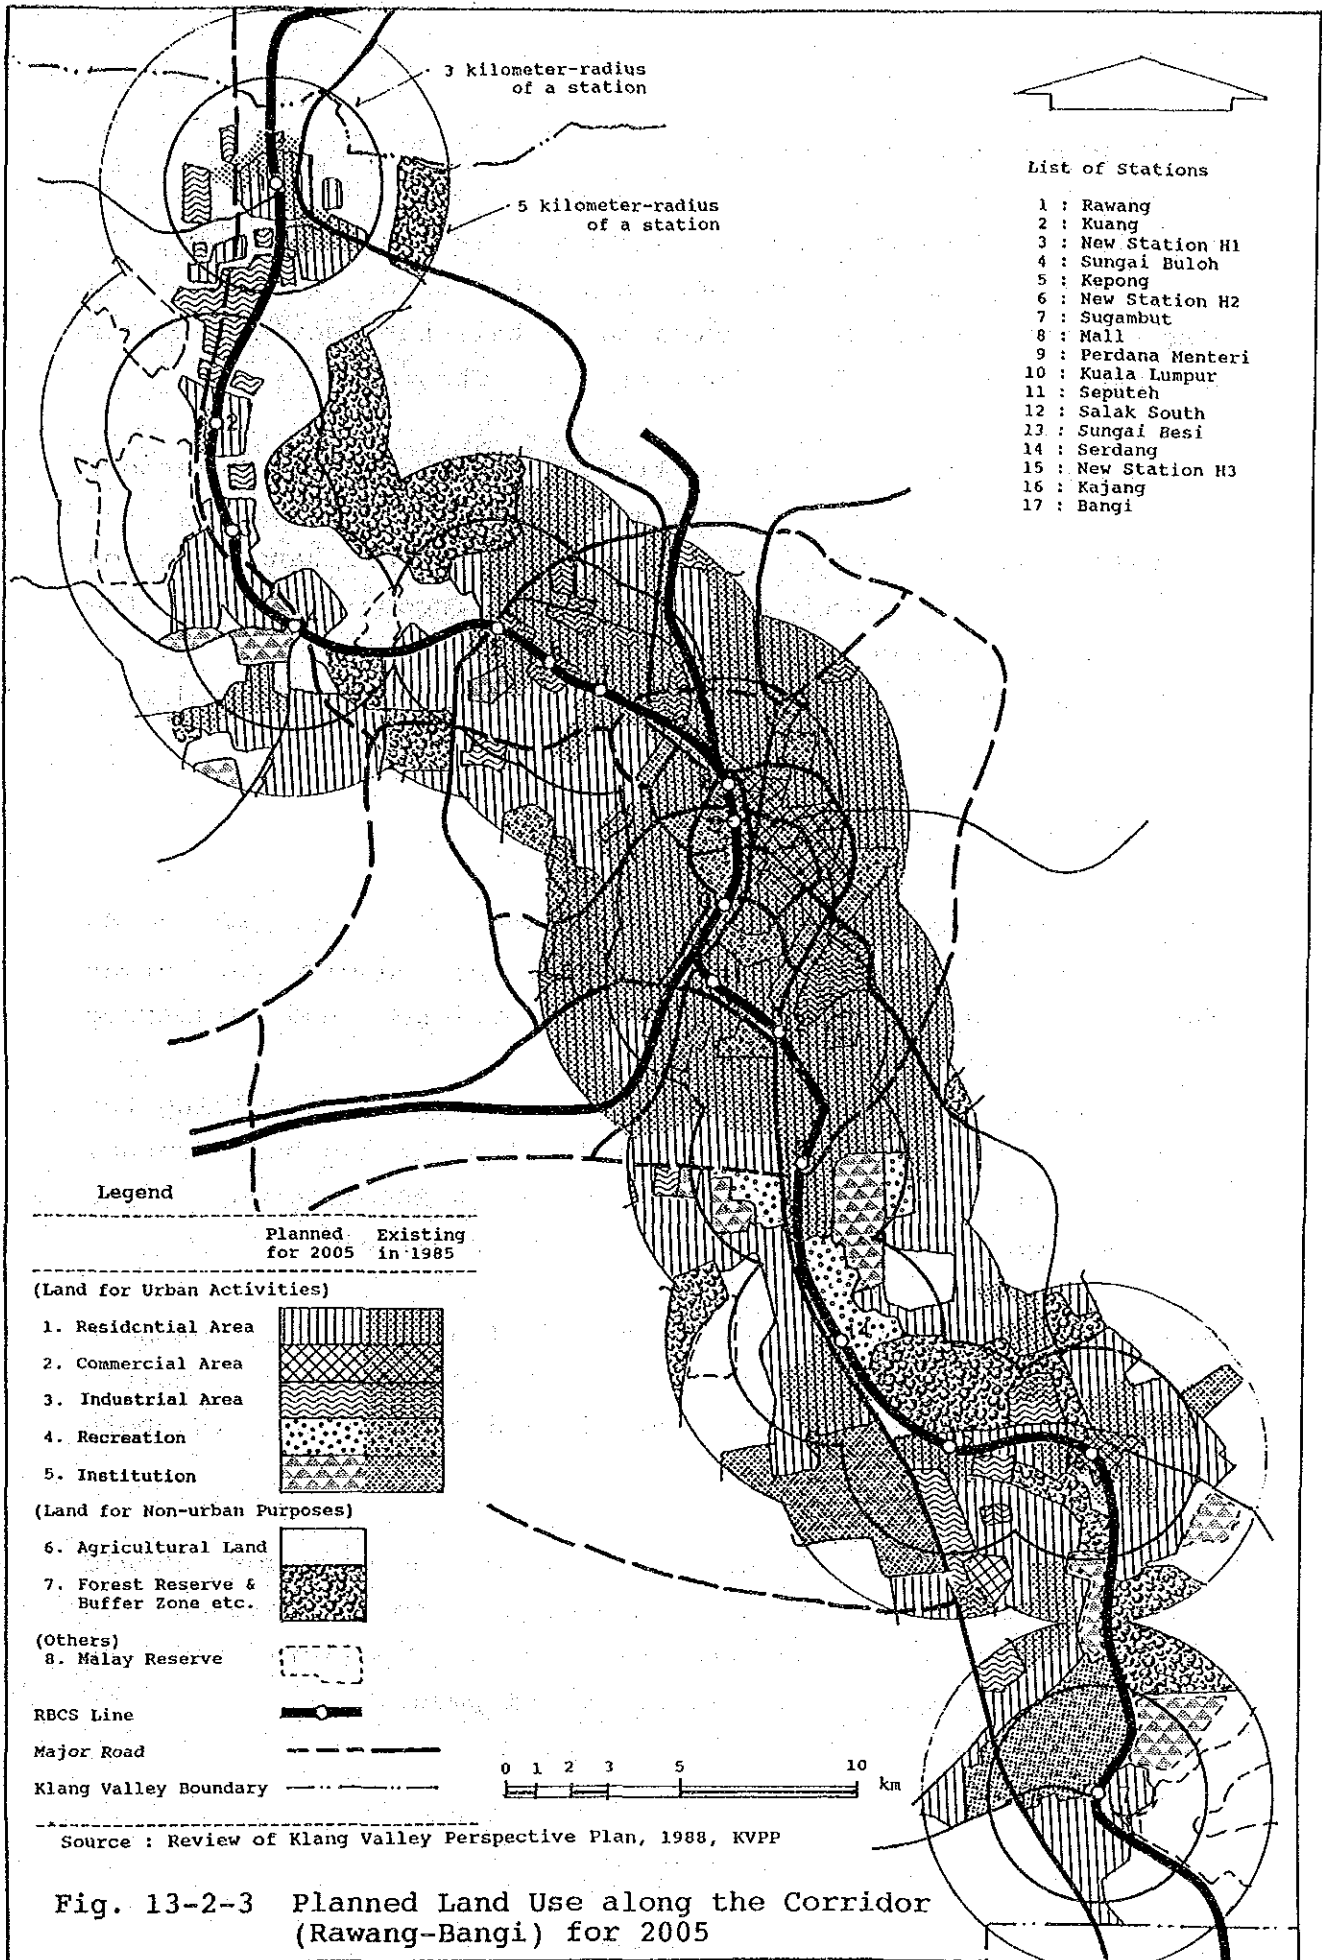 3 kilometer-radius
of a station
5 kilometer-radius
of a station
List of Stations
1 : Rawang
2 : Kuang
3 : New Station H1
4 : Sungai Buloh
5 : Kepong
6 : New Station H2
7 : Sugambut
8 : Mall
9 : Perdana Menteri
10 : Kuala Lumpur
11 : Seputeh
12 : Salak South
13 : Sungai Besi
14 : Serdang
15 : New Station H3
16 : Kajang
17 : Bangi
2
14
Legend
Planned Existing
for 2005 in 1985
(Land for Urban Activities)
1. Residential Area
2. Commercial Area
3. Industrial Area
4. Recreation
5. Institution
(Land for Non-urban Purposes)
6. Agricultural Land
7. Forest Reserve &
Buffer Zone etc.
(Others)
8. Malay Reserve
RBCS Line
Major Road
Klang Valley Boundary
0 1 2 3 5 10 km
Source : Review of Klang Valley Perspective Plan, 1988, KVPP
Fig. 13-2-3 Planned Land Use along the Corridor
(Rawang-Bangi) for 2005